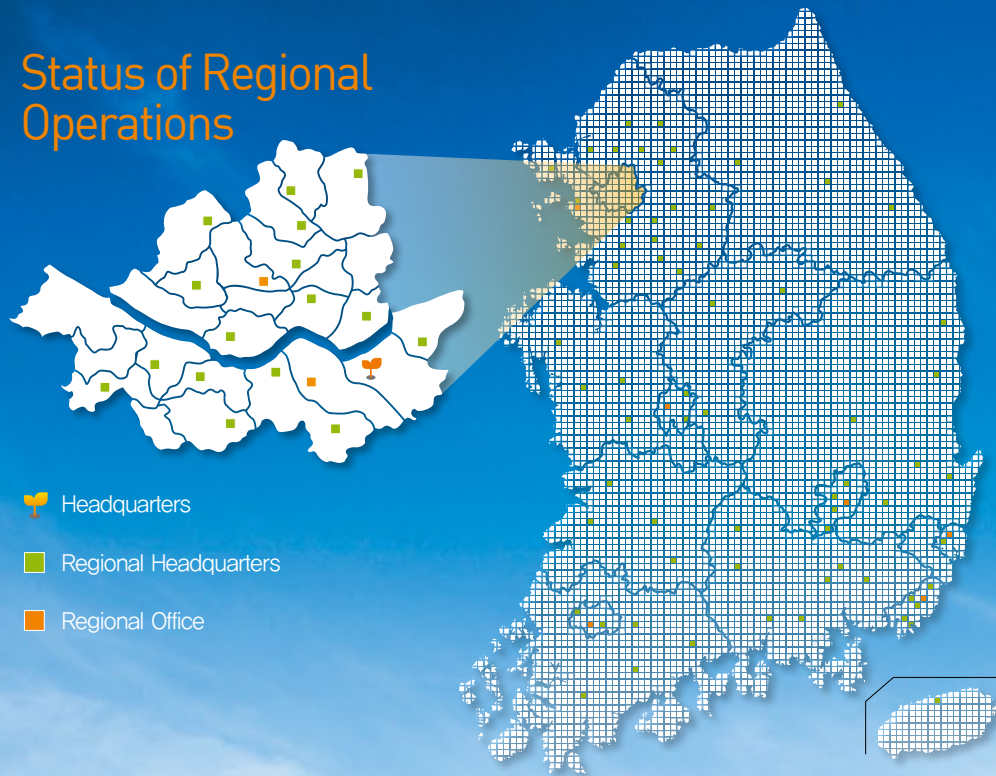 Status of Regional
Operations
Headquarters
Regional Headquarters
Regional Office